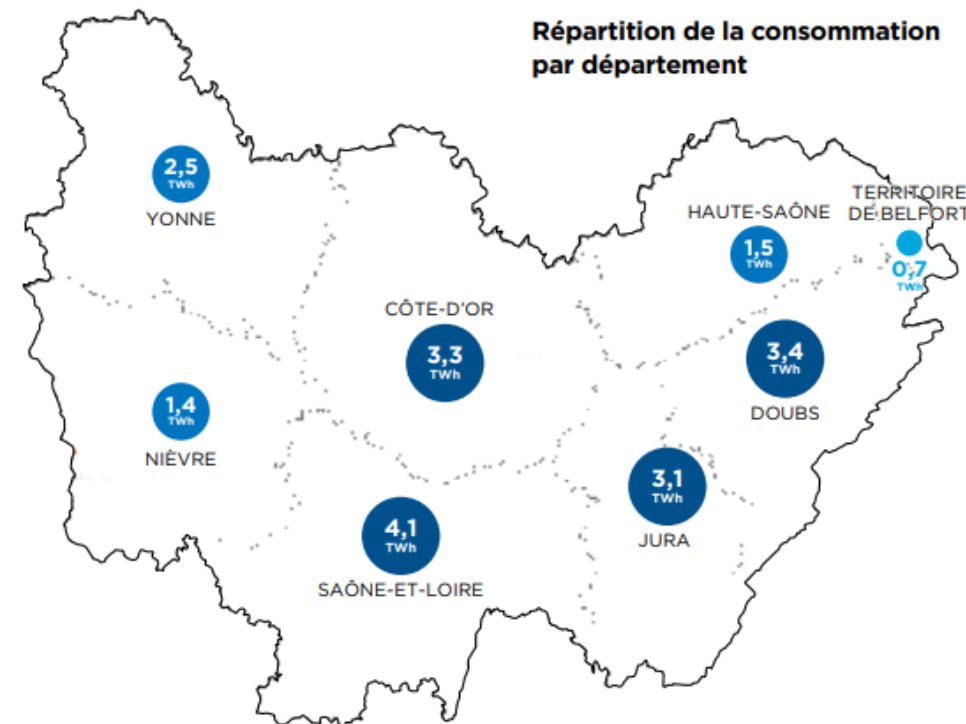 Répartition de la consommation
par département
2,5
TWh
YONNE
HAUTE-SAÔNE
1,5
TWh
TERRITOIRE
DE BELFORT
0,7
TWh
CÔTE-D'OR
3,3
TWh
3,4
TWh
DOUBS
1,4
TWh
NIÈVRE
3,1
TWh
JURA
4,1
TWh
SAÔNE-ET-LOIRE